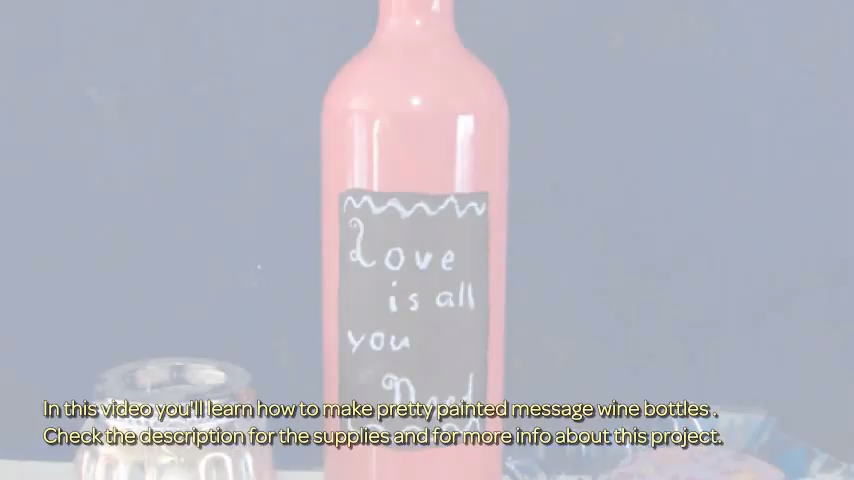 Love
is all
you
Need
In this video you'll learn how to make pretty painted message wine bottles .
Check the description for the supplies and for more info about this project.